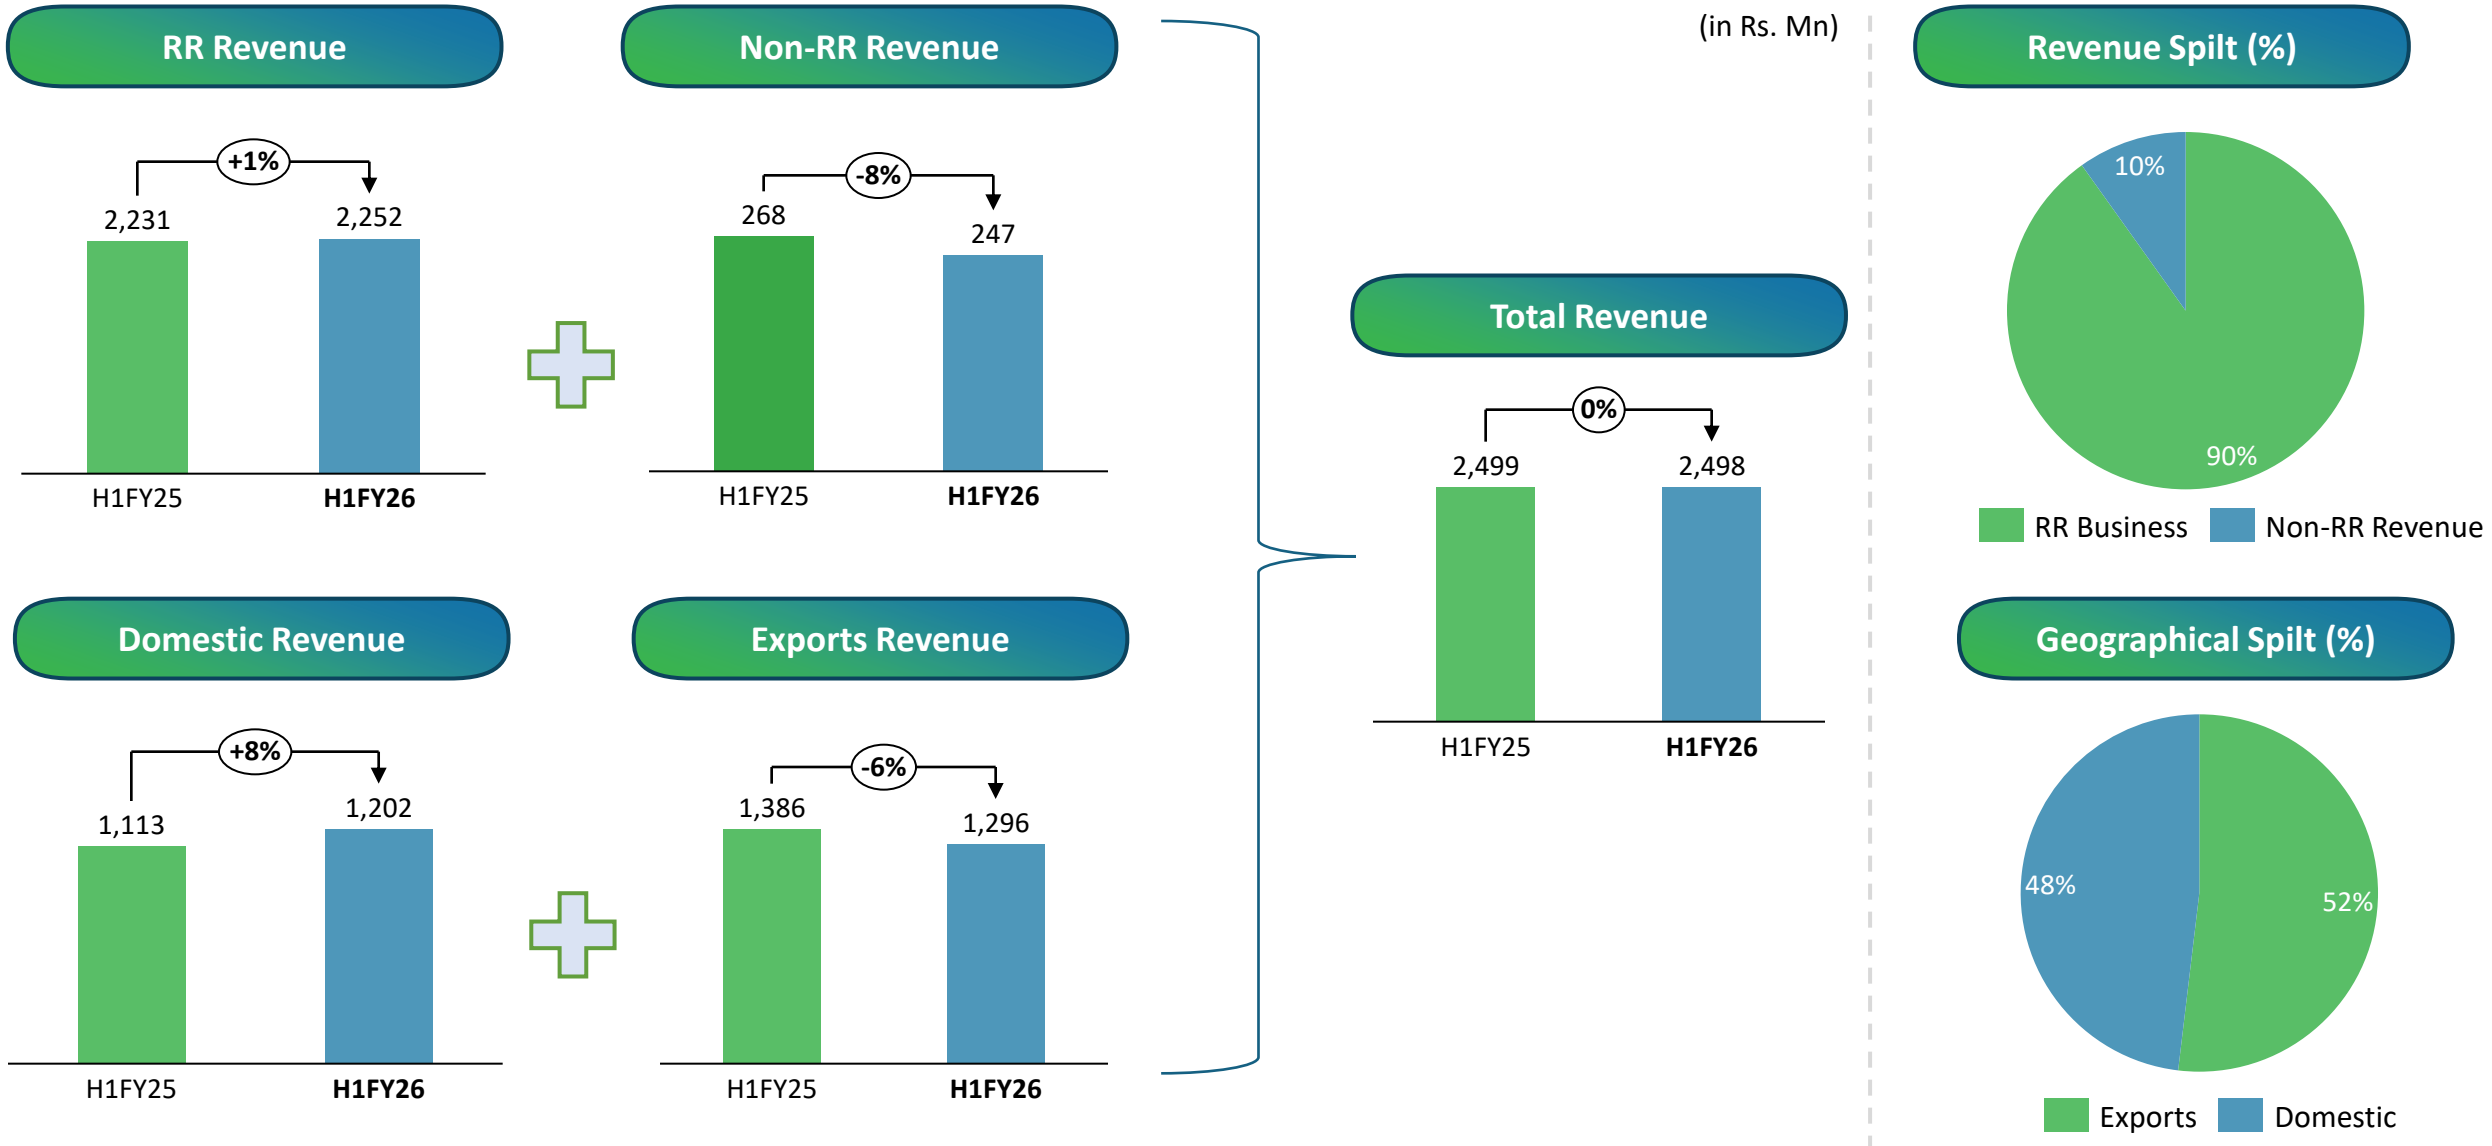 RR Revenue
Non-RR Revenue
(in Rs. Mn)
Revenue Spilt (%)
+1%
2,231
2,252
H1FY25
H1FY26
-8%
268
247
H1FY25
H1FY26
Total Revenue
0%
2,499
2,498
H1FY25
H1FY26
10%
90%
RR Business
Non-RR Revenue
Domestic Revenue
Exports Revenue
Geographical Spilt (%)
+8%
1,113
1,202
H1FY25
H1FY26
-6%
1,386
1,296
H1FY25
H1FY26
48%
52%
Exports
Domestic